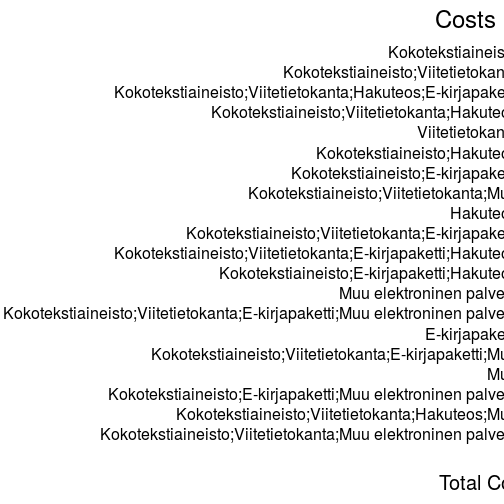 Costs
Kokotekstiaineis
Kokotekstiaineisto;Viitetietokan
Kokotekstiaineisto;Viitetietokanta;Hakuteos;E-kirjapake
Kokotekstiaineisto;Viitetietokanta;Hakuteo
Viitetietokan
Kokotekstiaineisto;Hakuteo
Kokotekstiaineisto;E-kirjapake
Kokotekstiaineisto;Viitetietokanta;Mu
Hakuteo
Kokotekstiaineisto;Viitetietokanta;E-kirjapake
Kokotekstiaineisto;Viitetietokanta;E-kirjapaketti;Hakuteo
Kokotekstiaineisto;E-kirjapaketti;Hakuteo
Muu elektroninen palve
Kokotekstiaineisto;Viitetietokanta;E-kirjapaketti;Muu elektroninen palve
E-kirjapake
Kokotekstiaineisto;Viitetietokanta;E-kirjapaketti;Mu
Mu
Kokotekstiaineisto;E-kirjapaketti;Muu elektroninen palve
Kokotekstiaineisto;Viitetietokanta;Hakuteos;Mu
Kokotekstiaineisto;Viitetietokanta;Muu elektroninen palve
Total Co